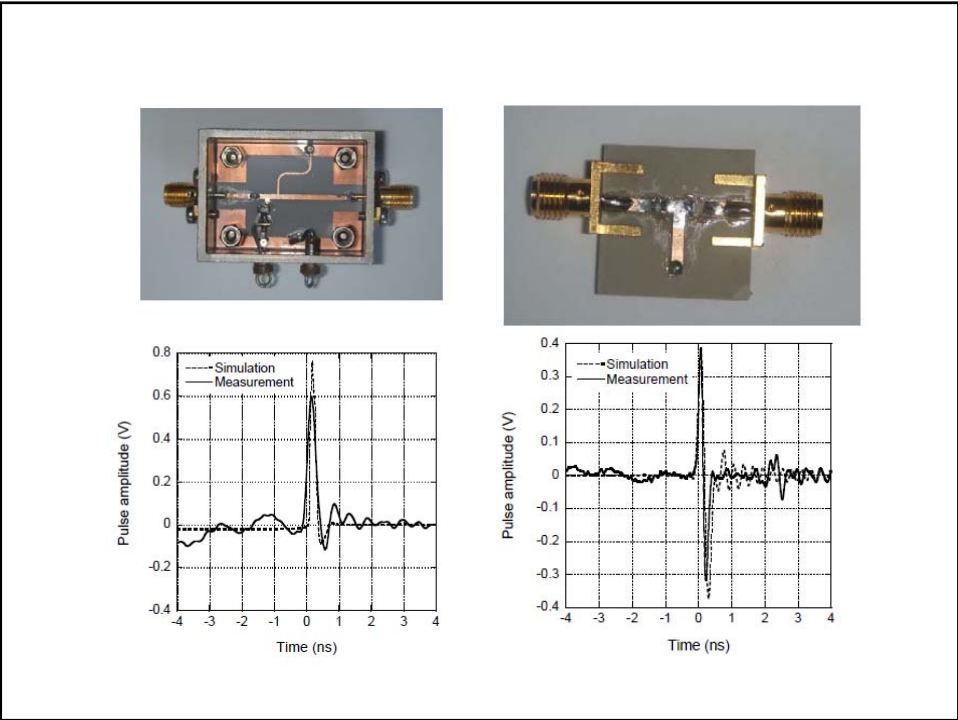 Simulation
Measurement
Pulse amplitude (V)
0.8
0.6
0.4
0.2
0
-0.2
-0.4
-4 -3 -2 -1 0 1 2 3 4
Time (ns)
Simulation
Measurement
Pulse amplitude (V)
0.4
0.3
0.2
0.1
0
-0.1
-0.2
-0.3
-0.4
-4 -3 -2 -1 0 1 2 3 4
Time (ns)